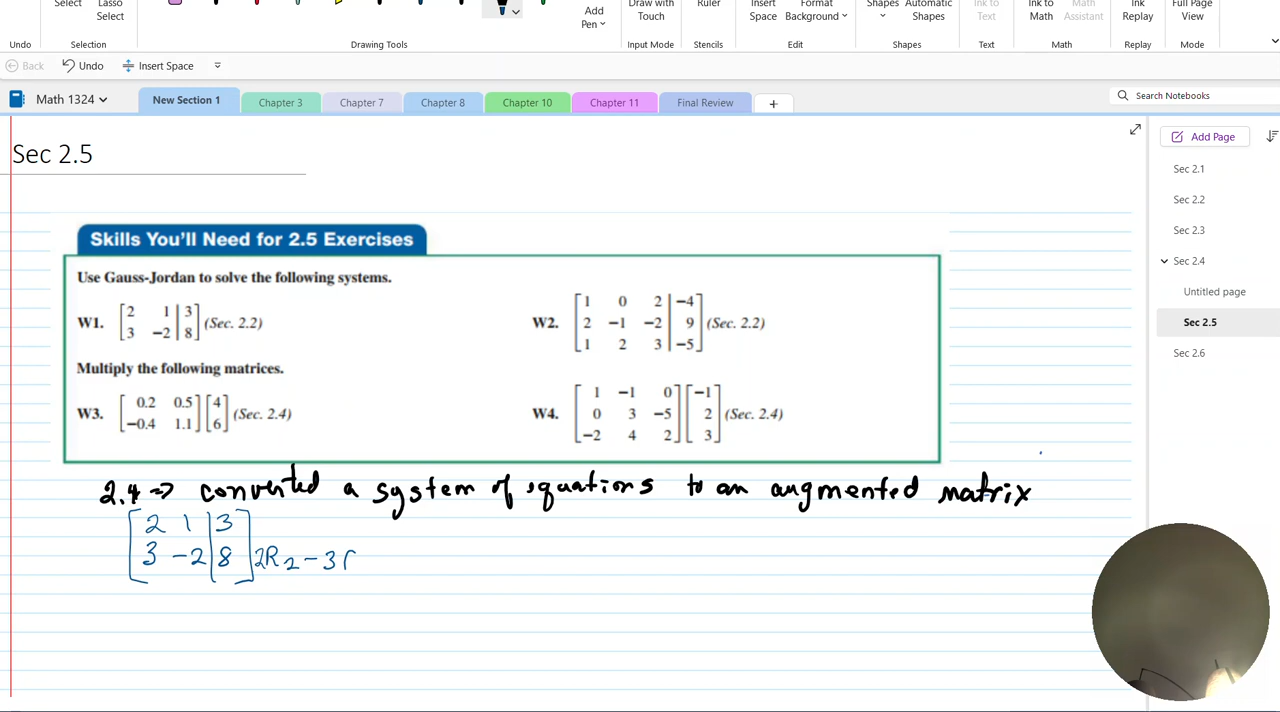 Select
Lasso
Select
Add
Pen
Draw with
Touch
Ruler
Insert
Space
Format
Background
Shapes
Automatic
Shapes
Ink to
Text
Ink to
Math
Math
Assistant
Ink
Replay
Full Page
View
Undo
Selection
Drawing Tools
Input Mode
Stencils
Edit
Shapes
Text
Math
Replay
Mode
Back
Undo
Insert Space
Math 1324
New Section 1
Chapter 3
Chapter 7
Chapter 8
Chapter 10
Chapter 11
Final Review
+
Search Notebooks
Sec 2.5
Add Page
Sec 2.1
Sec 2.2
Sec 2.3
Sec 2.4
Untitled page
Sec 2.5
Sec 2.6
Skills You'll Need for 2.5 Exercises
Use Gauss-Jordan to solve the following systems.
W1. [2 1 | 3
3 −2 | 8] (Sec. 2.2)
W2. [1 0 2 | −4
2 −1 −2 | 9
1 2 3 | −5] (Sec. 2.2)
Multiply the following matrices.
W3. [0.2 0.5
−0.4 1.1] [4
6] (Sec. 2.4)
W4. [1 −1 0
0 3 −5
−2 4 2] [−1
2
3] (Sec. 2.4)
2.4 ⇒ converted a system of equations to an augmented matrix
[2 1 | 3
3 −2 | 8] 2R2 − 3